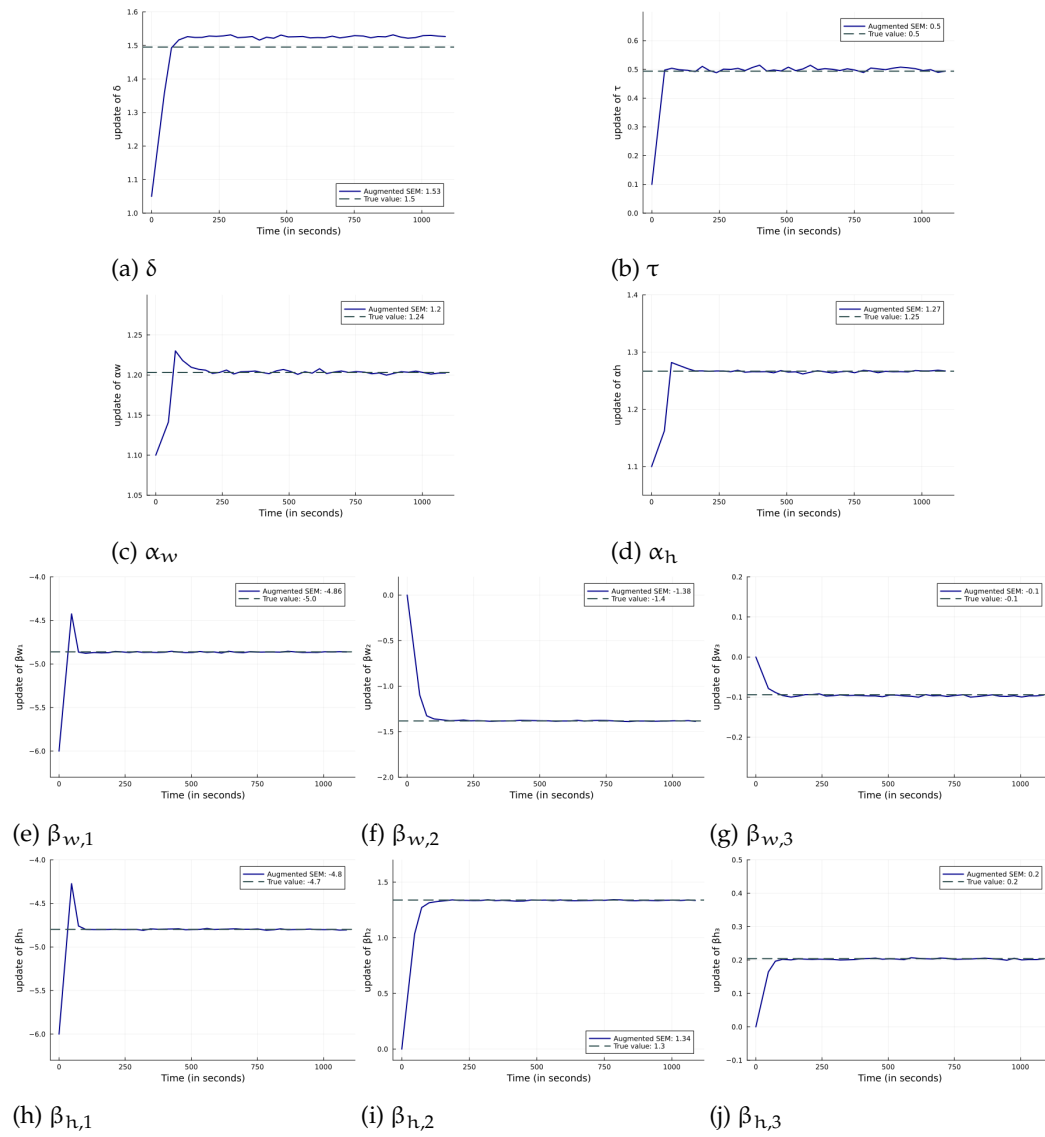 1.6
1.5
1.4
1.3
1.2
1.1
1.0
update of δ
0 250 500 750 1000
Time (in seconds)
Augmented SEM: 1.53
True value: 1.5
(a) δ
0.6
0.5
0.4
0.3
0.2
0.1
0.0
update of τ
0 250 500 750 1000
Time (in seconds)
Augmented SEM: 0.5
True value: 0.5
(b) τ
1.25
1.20
1.15
1.10
1.05
update of αw
0 250 500 750 1000
Time (in seconds)
Augmented SEM: 1.2
True value: 1.24
(c) αw
1.4
1.3
1.2
1.1
update of αh
0 250 500 750 1000
Time (in seconds)
Augmented SEM: 1.27
True value: 1.25
(d) αh
−4.0
−4.5
−5.0
−5.5
−6.0
update of βw₁
0 250 500 750 1000
Time (in seconds)
Augmented SEM: -4.86
True value: -5.0
(e) βw,1
0.0
−0.5
−1.0
−1.5
−2.0
update of βw₂
0 250 500 750 1000
Time (in seconds)
Augmented SEM: -1.38
True value: -1.4
(f) βw,2
0.2
0.1
0.0
−0.1
−0.2
update of βw₃
0 250 500 750 1000
Time (in seconds)
Augmented SEM: -0.1
True value: -0.1
(g) βw,3
−4.0
−4.5
−5.0
−5.5
−6.0
update of βh₁
0 250 500 750 1000
Time (in seconds)
Augmented SEM: -4.8
True value: -4.7
(h) βh,1
1.5
1.0
0.5
0.0
update of βh₂
0 250 500 750 1000
Time (in seconds)
Augmented SEM: 1.34
True value: 1.3
(i) βh,2
0.5
0.4
0.3
0.2
0.1
0.0
−0.1
update of βh₃
0 250 500 750 1000
Time (in seconds)
Augmented SEM: 0.2
True value: 0.2
(j) βh,3